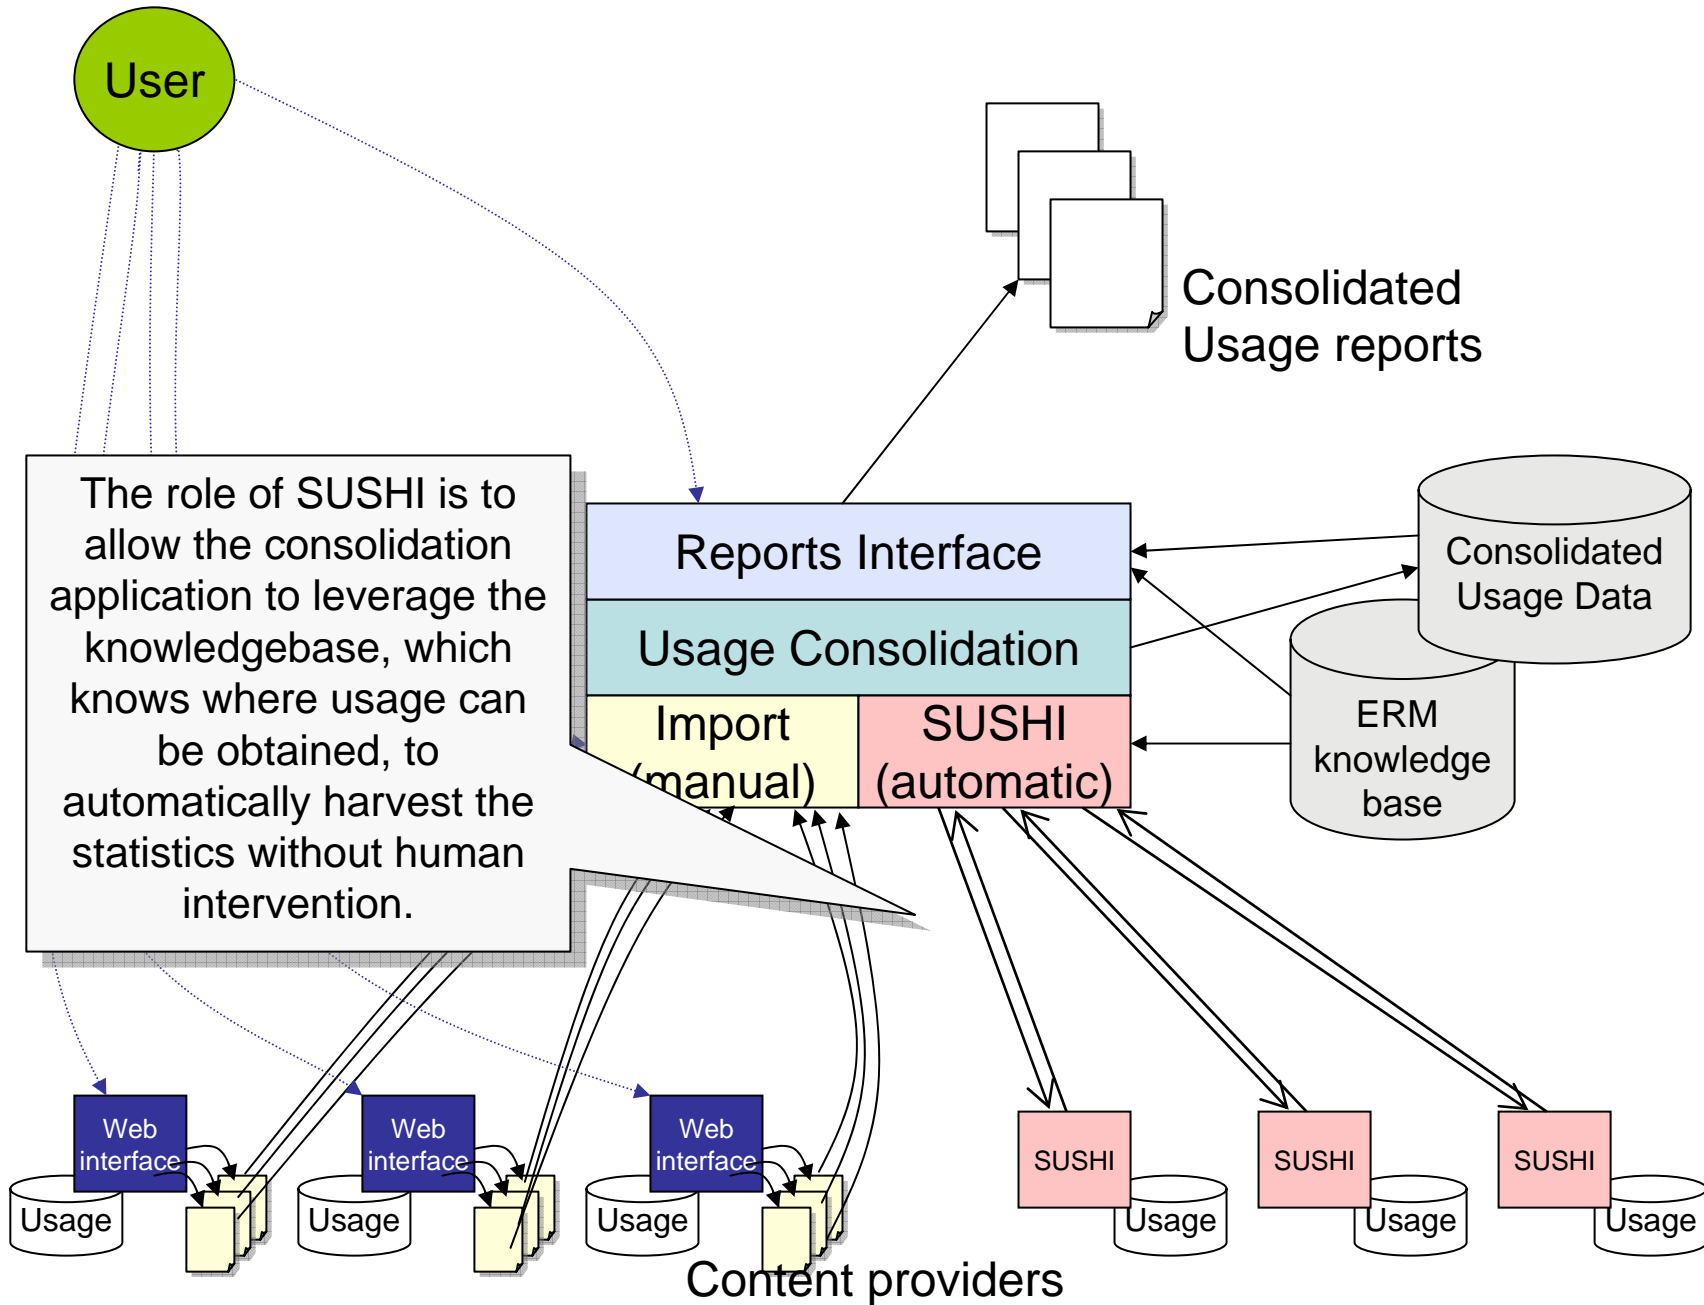 User
Consolidated
Usage reports
The role of SUSHI is to
allow the consolidation
application to leverage the
knowledgebase, which
knows where usage can
be obtained, to
automatically harvest the
statistics without human
intervention.
Reports Interface
Usage Consolidation
Import
(manual)
SUSHI
(automatic)
Consolidated
Usage Data
ERM
knowledge
base
Web
interface
Usage
Web
interface
Usage
Web
interface
Usage
SUSHI
Usage
SUSHI
Usage
SUSHI
Usage
Content providers